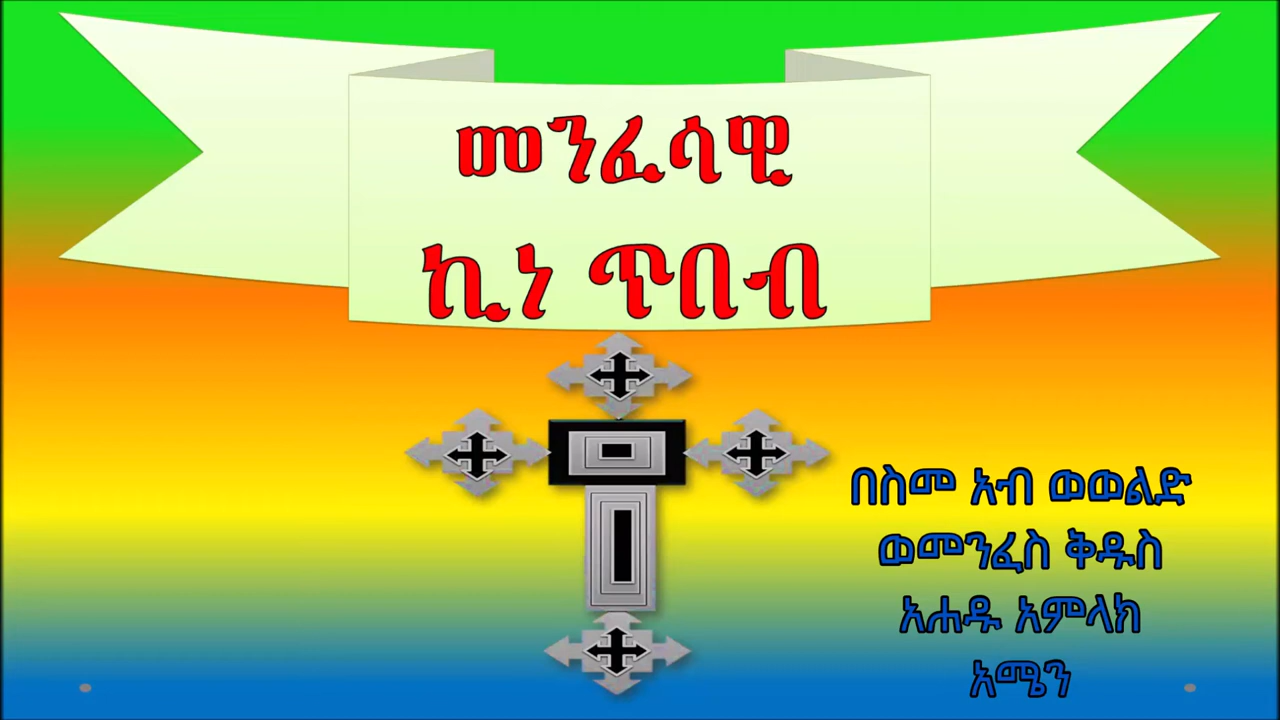 መንፈሳዊ
ኪነ ጥበብ
በስመ አብ ወወልድ
ወመንፈስ ቅዱስ
አሐዱ አምላክ
አሜን